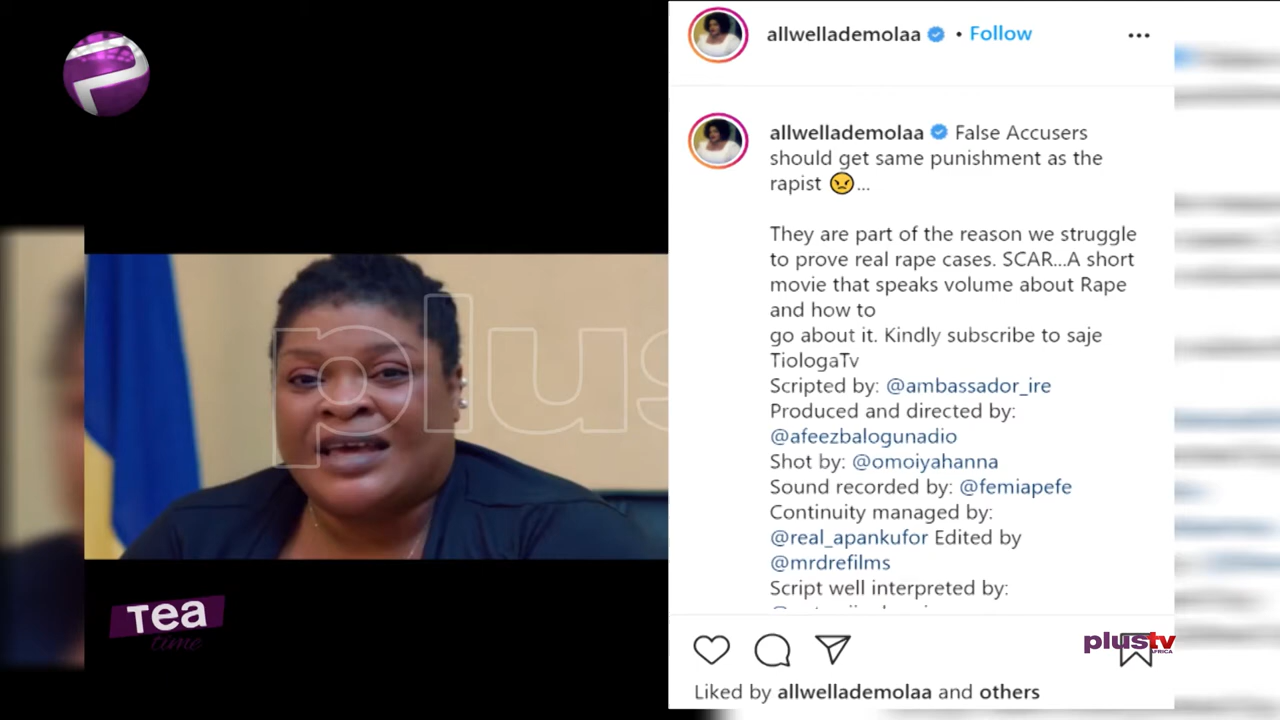 allwellademolaa • Follow
allwellademolaa False Accusers
should get same punishment as the
rapist 😠...
They are part of the reason we struggle
to prove real rape cases. SCAR...A short
movie that speaks volume about Rape
and how to
go about it. Kindly subscribe to saje
TiologaTv
Scripted by: @ambassador_ire
Produced and directed by:
@afeezbalogunadio
Shot by: @omoiyahanna
Sound recorded by: @femiapefe
Continuity managed by:
@real_apankufor Edited by
@mrdrefilms
Script well interpreted by:
Liked by allwellademolaa and others
plus
Tea
time
plustv
AFRICA